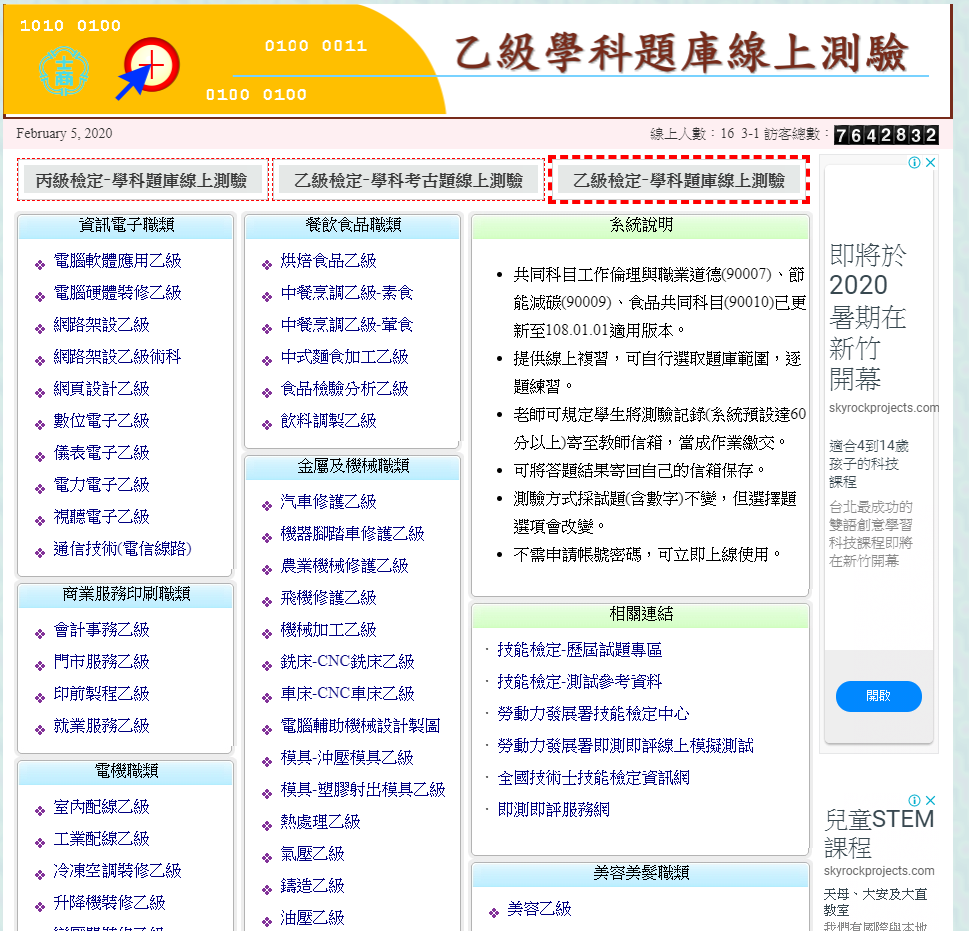 1010 0100
0100 0011
0100 0100
士商
乙級學科題庫線上測驗
February 5, 2020
線上人數：16 3-1 訪客總數：7642832
丙級檢定-學科題庫線上測驗
乙級檢定-學科考古題線上測驗
乙級檢定-學科題庫線上測驗
資訊電子職類
電腦軟體應用乙級
電腦硬體裝修乙級
網路架設乙級
網路架設乙級術科
網頁設計乙級
數位電子乙級
儀表電子乙級
電力電子乙級
視聽電子乙級
通信技術(電信線路)
商業服務印刷職類
會計事務乙級
門市服務乙級
印前製程乙級
就業服務乙級
電機職類
室內配線乙級
工業配線乙級
冷凍空調裝修乙級
升降機裝修乙級
餐飲食品職類
烘焙食品乙級
中餐烹調乙級-素食
中餐烹調乙級-葷食
中式麵食加工乙級
食品檢驗分析乙級
飲料調製乙級
金屬及機械職類
汽車修護乙級
機器腳踏車修護乙級
農業機械修護乙級
飛機修護乙級
機械加工乙級
銑床-CNC銑床乙級
車床-CNC車床乙級
電腦輔助機械設計製圖
模具-沖壓模具乙級
模具-塑膠射出模具乙級
熱處理乙級
氣壓乙級
鑄造乙級
油壓乙級
系統說明
共同科目工作倫理與職業道德(90007)、節
能減碳(90009)、食品共同科目(90010)已更
新至108.01.01適用版本。
提供線上複習，可自行選取題庫範圍，逐
題練習。
老師可規定學生將測驗記錄(系統預設達60
分以上)寄至教師信箱，當成作業繳交。
可將答題結果寄回自己的信箱保存。
測驗方式採試題(含數字)不變，但選擇題
選項會改變。
不需申請帳號密碼，可立即上線使用。
相關連結
技能檢定-歷屆試題專區
技能檢定-測試參考資料
勞動力發展署技能檢定中心
勞動力發展署即測即評線上模擬測試
全國技術士技能檢定資訊網
即測即評服務網
美容美髮職類
美容乙級
即將於
2020
暑期在
新竹
開幕
skyrockprojects.com
適合4到14歲
孩子的科技
課程
台北最成功的
雙語創意學習
科技課程即將
在新竹開幕
開啟
兒童STEM
課程
skyrockprojects.com
天母、大安及大直
教室
我們有國際與本地